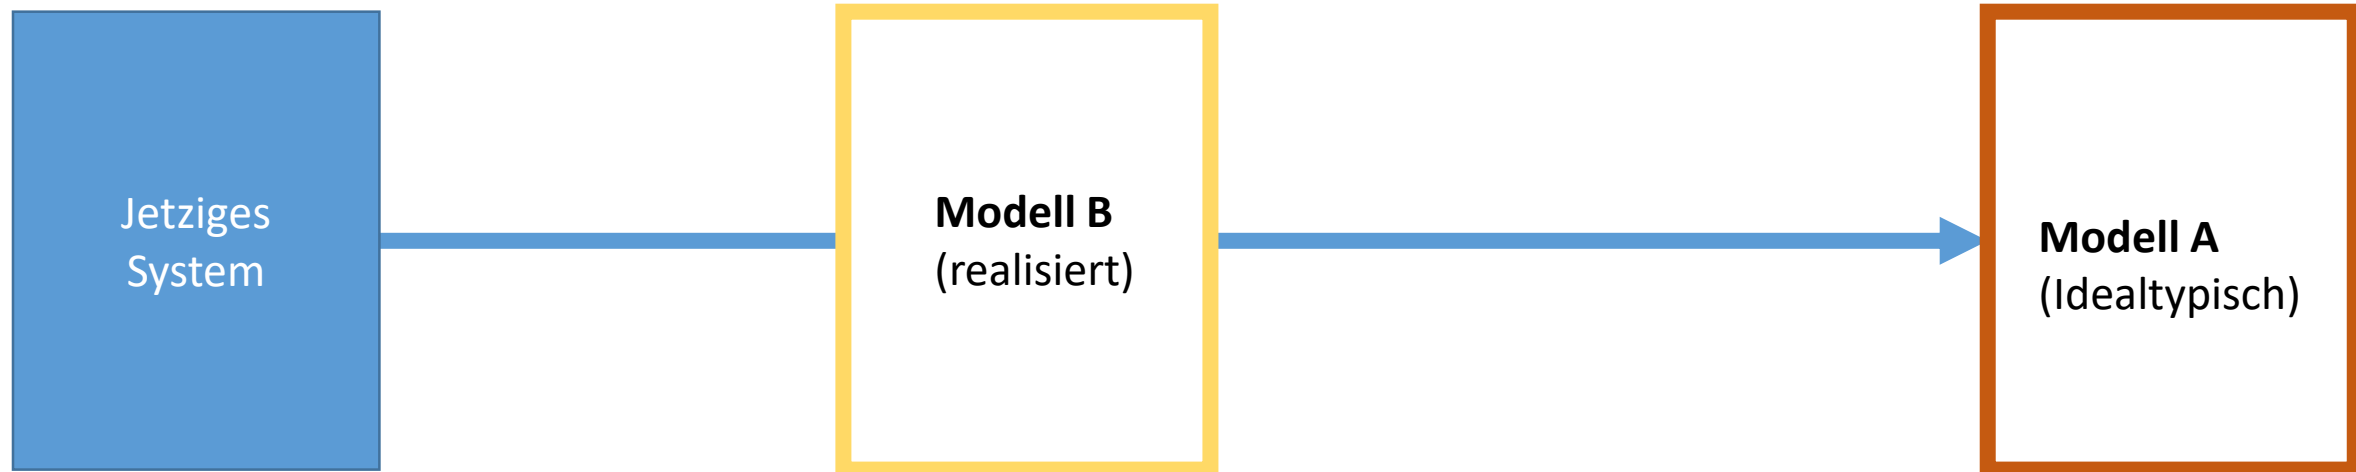 Jetziges
System
Modell B
(realisiert)
Modell A
(Idealtypisch)